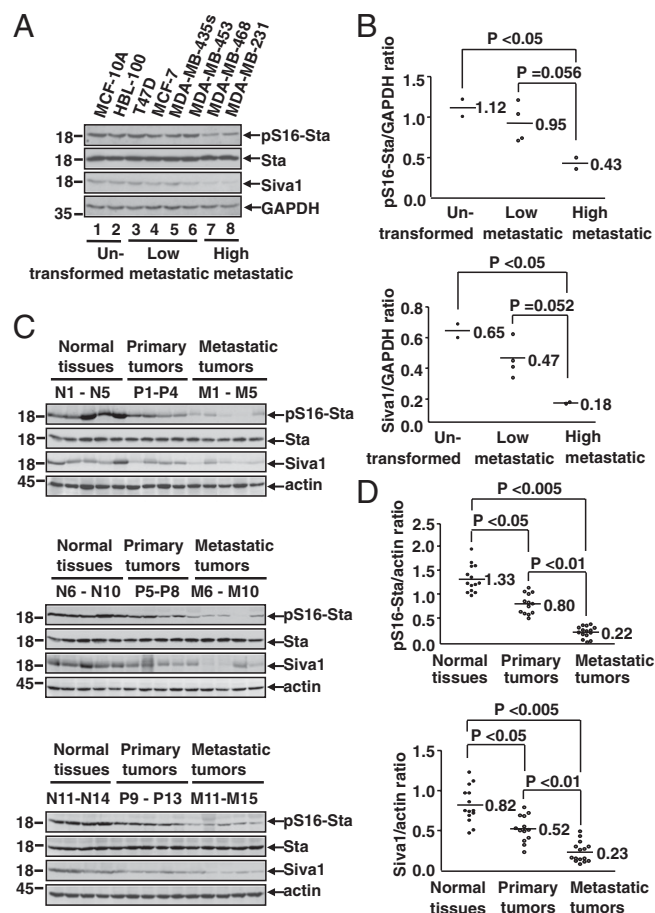 A
MCF-10A
HBL-100
T47D
MCF-7
MDA-MB-435s
MDA-MB-453
MDA-MB-468
MDA-MB-231
18 pS16-Sta
Sta
18 Siva1
35 GAPDH
1 2 3 4 5 6 7 8
Un- Low High
transformed metastatic metastatic
B
P <0.05
P =0.056
pS16-Sta/GAPDH ratio
2.0
1.5
1.0
0.5
0.0
1.12
0.95
0.43
Un- Low High
transformed metastatic metastatic
P <0.05
P =0.052
Siva1/GAPDH ratio
0.8
0.6
0.4
0.2
0.0
0.65
0.47
0.18
Un- Low High
transformed metastatic metastatic
C
Normal Primary Metastatic
tissues tumors tumors
N1 - N5 P1-P4 M1 - M5
18 pS16-Sta
18 Sta
18 Siva1
45 actin
Normal Primary Metastatic
tissues tumors tumors
N6 - N10 P5-P8 M6 - M10
18 pS16-Sta
18 Sta
18 Siva1
45 actin
Normal Primary Metastatic
tissues tumors tumors
N11-N14 P9 - P13 M11-M15
18 pS16-Sta
18 Sta
18 Siva1
45 actin
D
P <0.005
P <0.05
P <0.01
pS16-Sta/actin ratio
2.5
2.0
1.5
1.0
0.5
0.0
1.33
0.80
0.22
Normal Primary Metastatic
tissues tumors tumors
P <0.005
P <0.05
P <0.01
Siva1/actin ratio
1.5
1.0
0.5
0.0
0.82
0.52
0.23
Normal Primary Metastatic
tissues tumors tumors